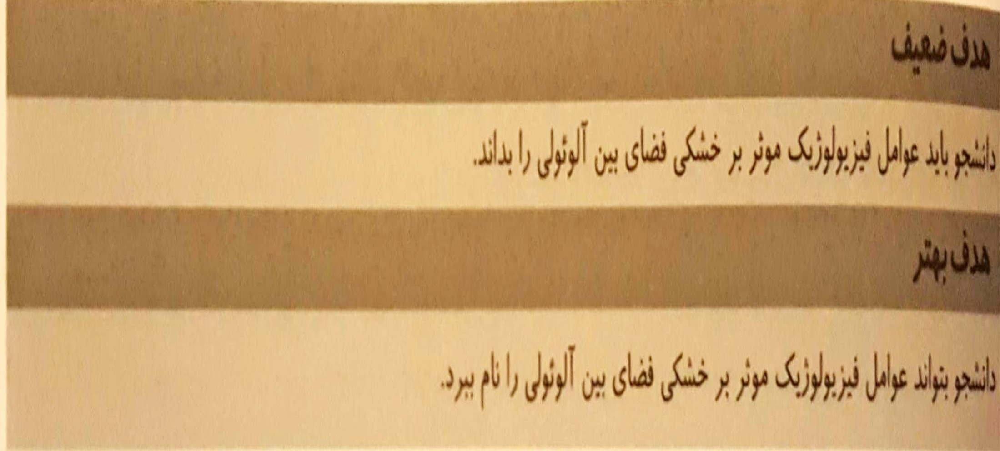 هدف ضعیف
دانشجو باید عوامل فیزیولوژیک موثر بر خشکی فضای بین آلوئولی را بداند.
هدف بهتر
دانشجو بتواند عوامل فیزیولوژیک موثر بر خشکی فضای بین آلوئولی را نام ببرد.